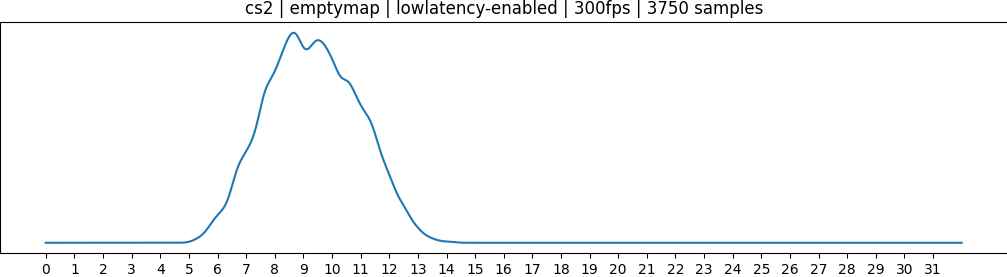 cs2 | emptymap | lowlatency-enabled | 300fps | 3750 samples
0 1 2 3 4 5 6 7 8 9 10 11 12 13 14 15 16 17 18 19 20 21 22 23 24 25 26 27 28 29 30 31